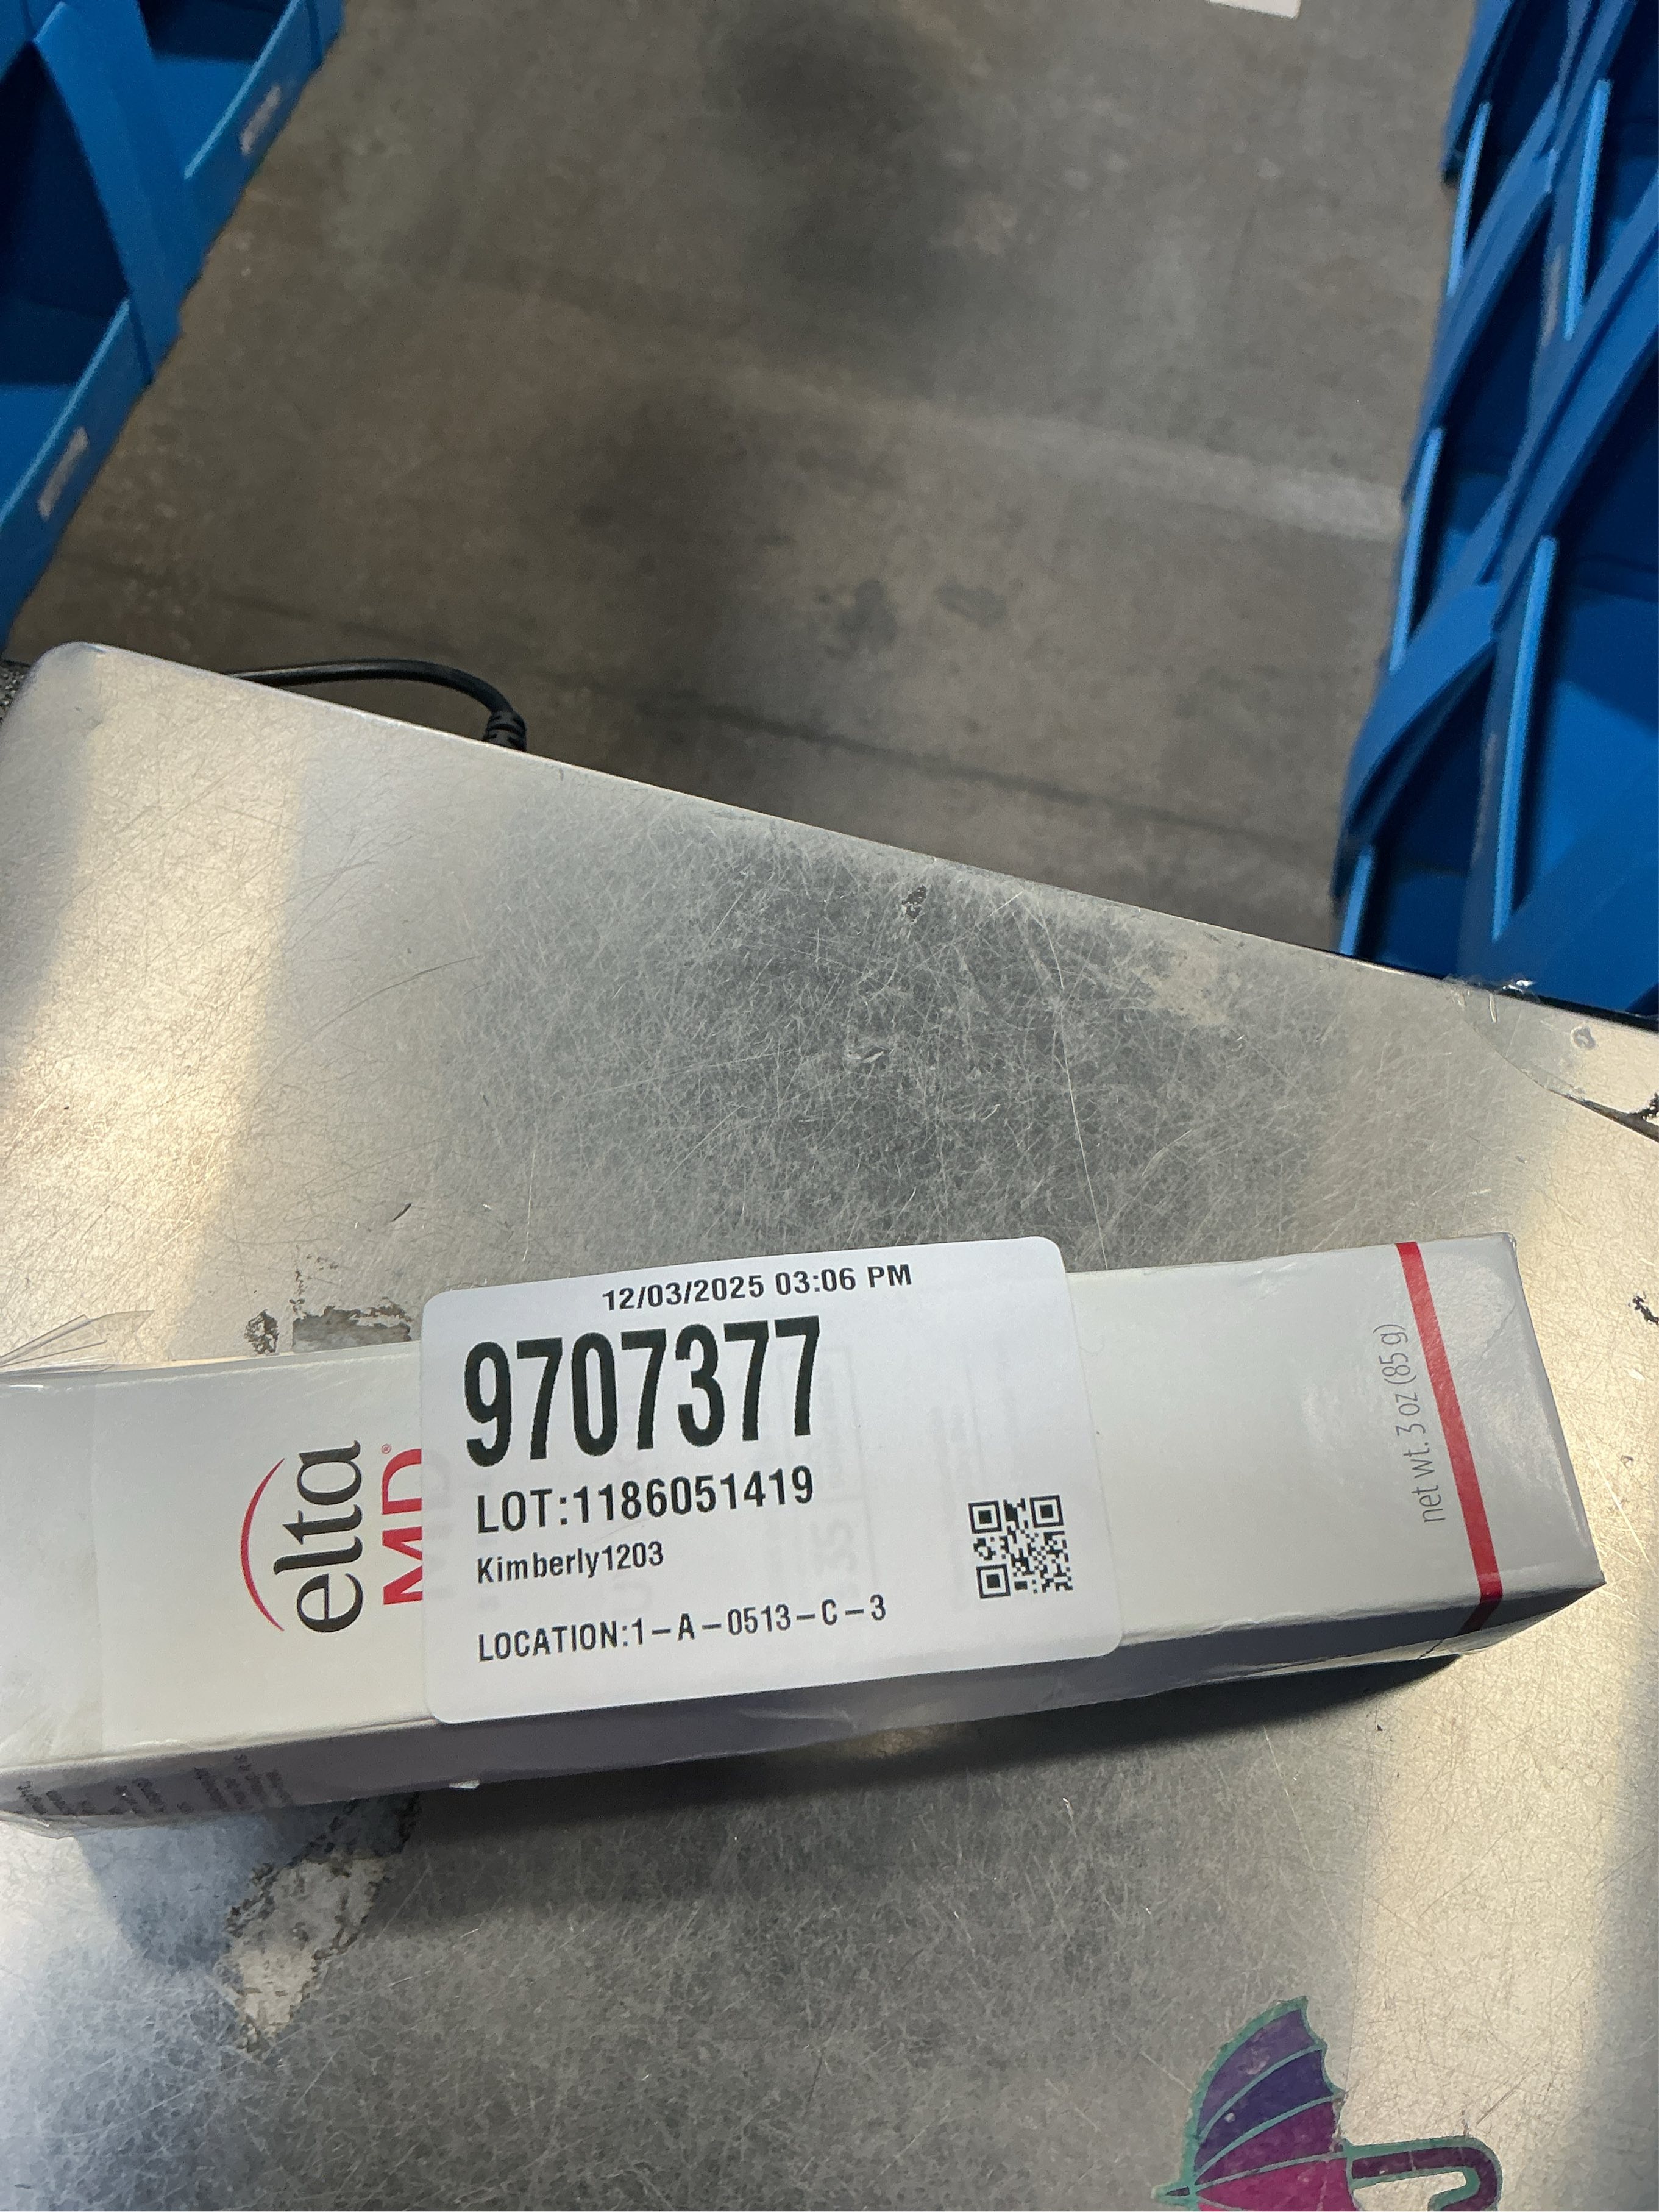 12/03/2025 03:06 PM
9707377
LOT:1186051419
Kimberly1203
LOCATION:1-A-0513-C-3
elta
MD®
net wt. 3 oz (85 g)